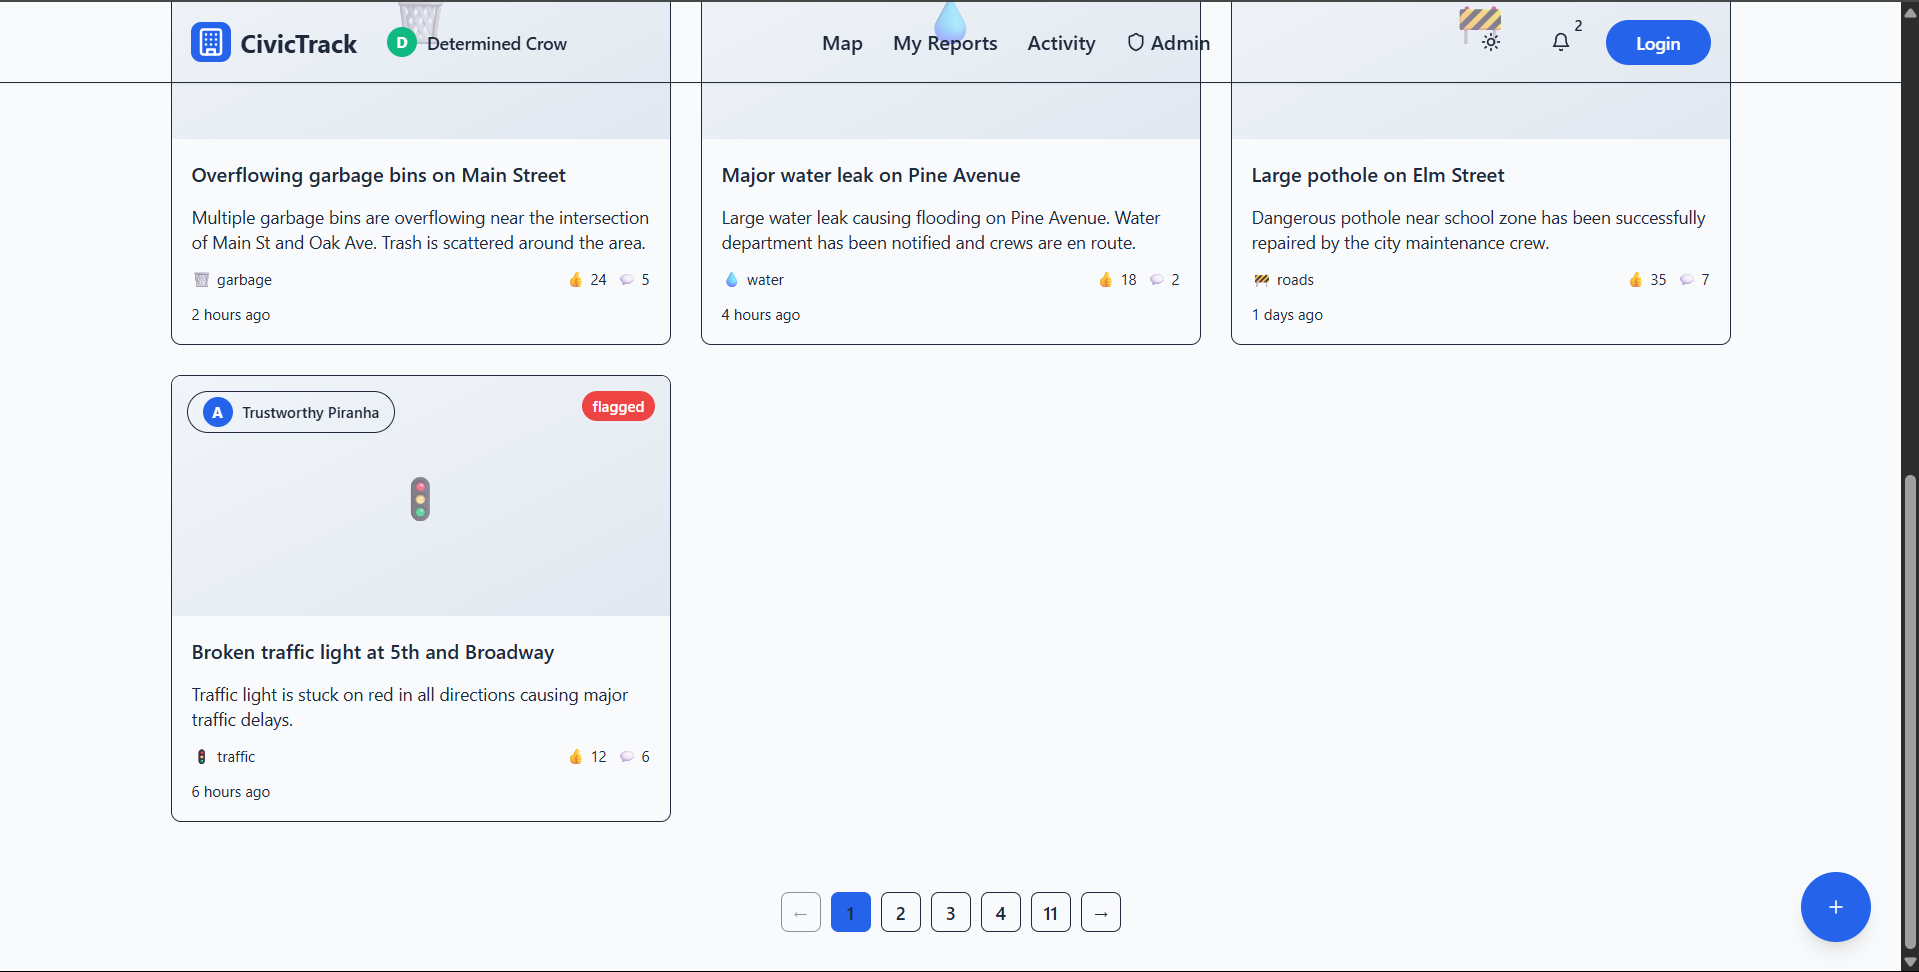 CivicTrack
D Determined Crow
Map
My Reports
Activity
Admin
2
Login
Overflowing garbage bins on Main Street
Multiple garbage bins are overflowing near the intersection
of Main St and Oak Ave. Trash is scattered around the area.
garbage
24
5
2 hours ago
Major water leak on Pine Avenue
Large water leak causing flooding on Pine Avenue. Water
department has been notified and crews are en route.
water
18
2
4 hours ago
Large pothole on Elm Street
Dangerous pothole near school zone has been successfully
repaired by the city maintenance crew.
roads
35
7
1 days ago
A Trustworthy Piranha
flagged
Broken traffic light at 5th and Broadway
Traffic light is stuck on red in all directions causing major
traffic delays.
traffic
12
6
6 hours ago
← 1 2 3 4 11 →
+